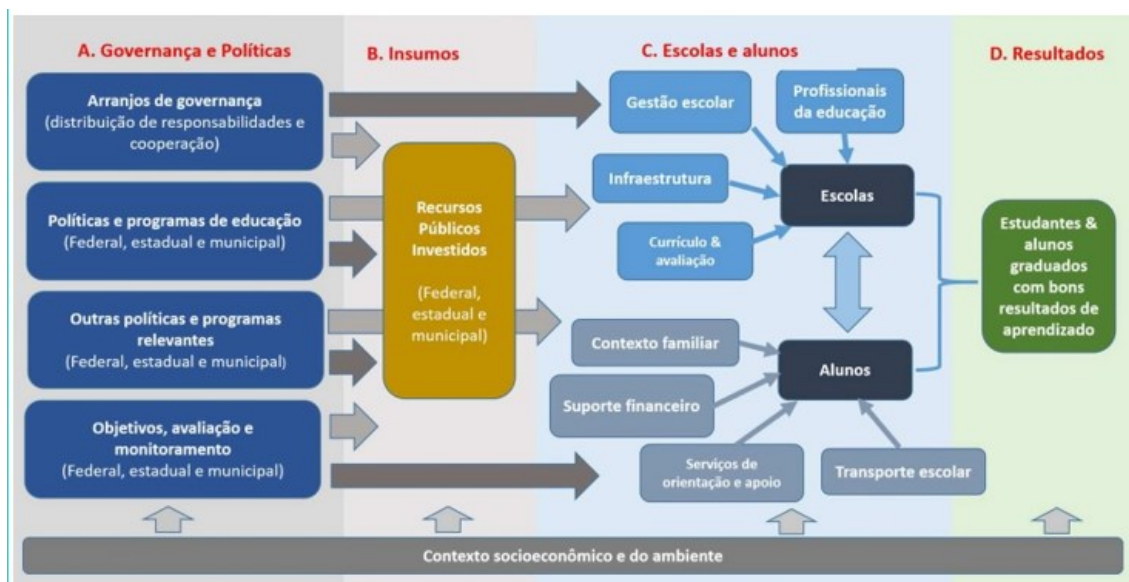 A. Governança e Políticas
Arranjos de governança
(distribuição de responsabilidades e
cooperação)
Políticas e programas de educação
(Federal, estadual e municipal)
Outras políticas e programas
relevantes
(Federal, estadual e municipal)
Objetivos, avaliação e
monitoramento
(Federal, estadual e municipal)
B. Insumos
Recursos
Públicos
Investidos
(Federal,
estadual e
municipal)
C. Escolas e alunos
Gestão escolar
Profissionais
da educação
Infraestrutura
Escolas
Currículo &
avaliação
Contexto familiar
Alunos
Suporte financeiro
Serviços de
orientação e apoio
Transporte escolar
D. Resultados
Estudantes &
alunos
graduados
com bons
resultados de
aprendizado
Contexto socioeconômico e do ambiente